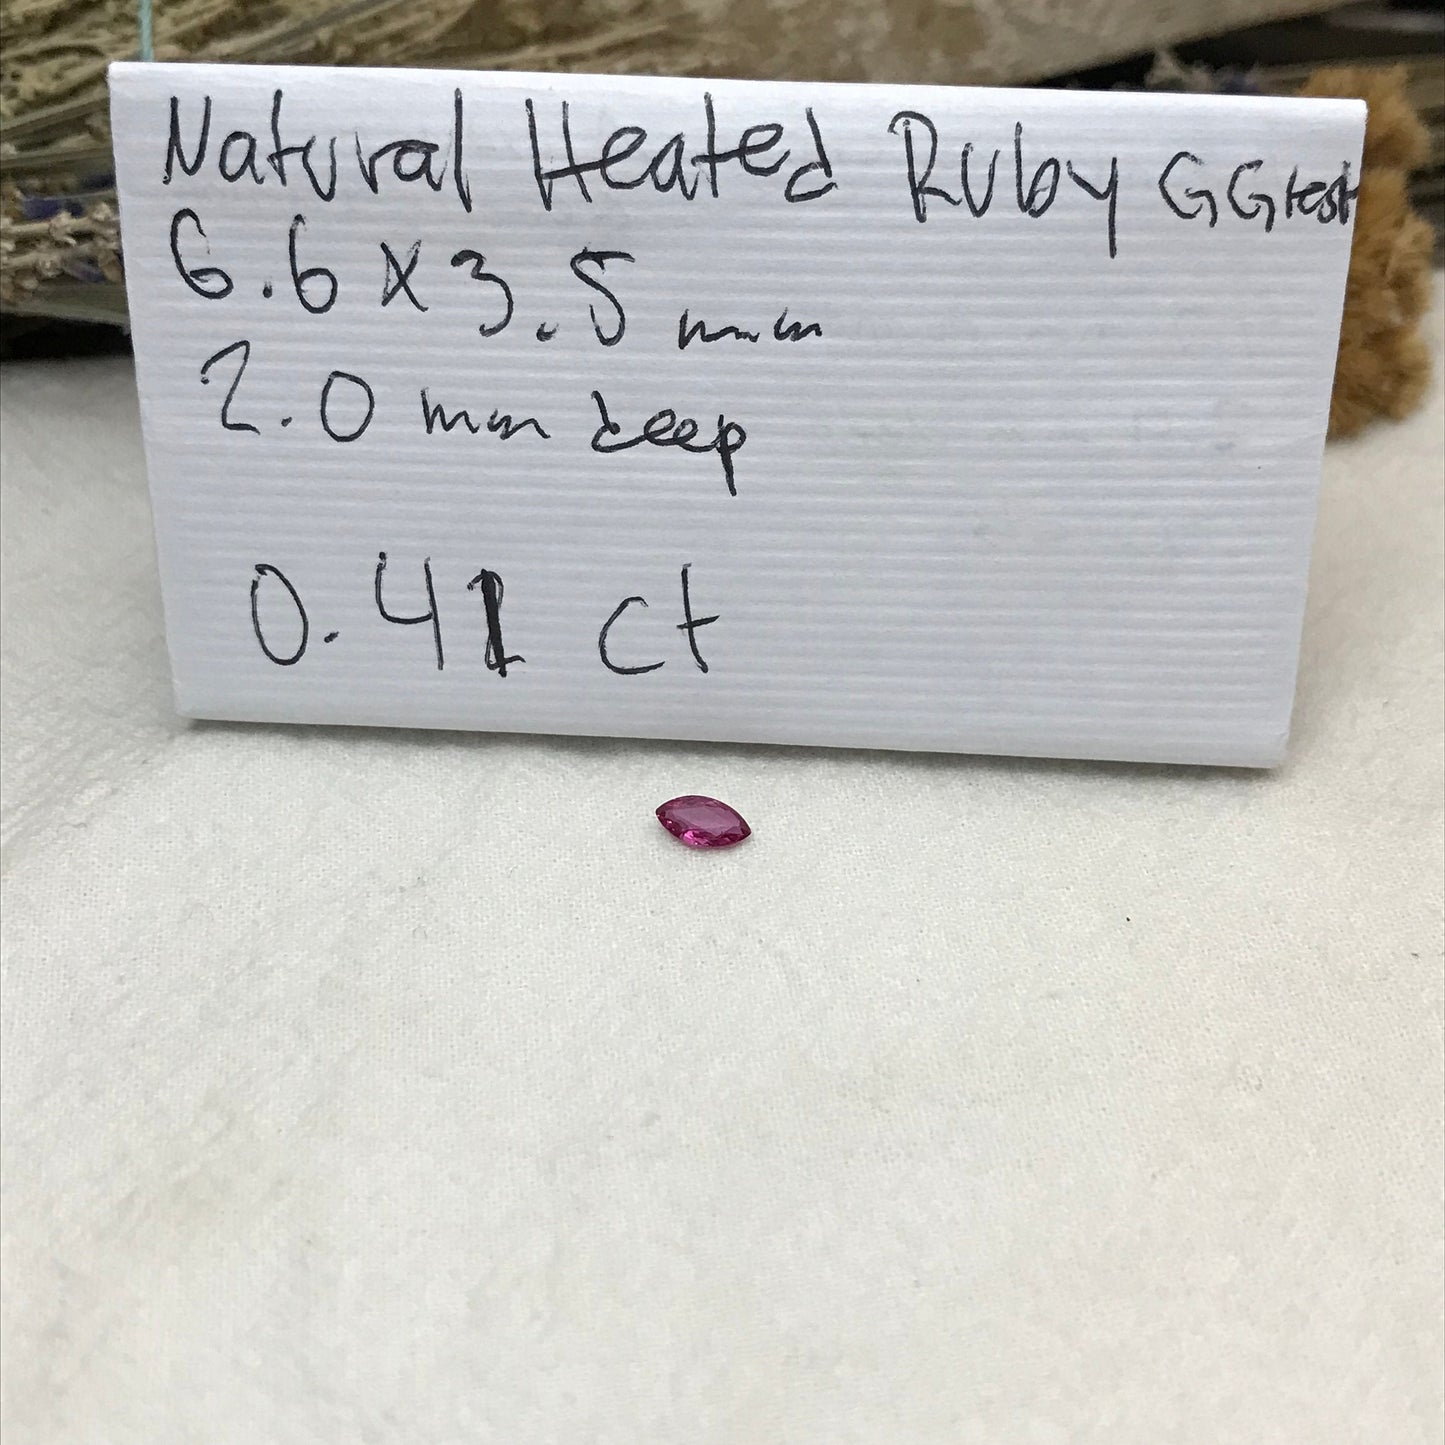 Natural Heated Ruby GGtest
6.6 x 3.5 mm
2.0 mm deep
0.41 ct